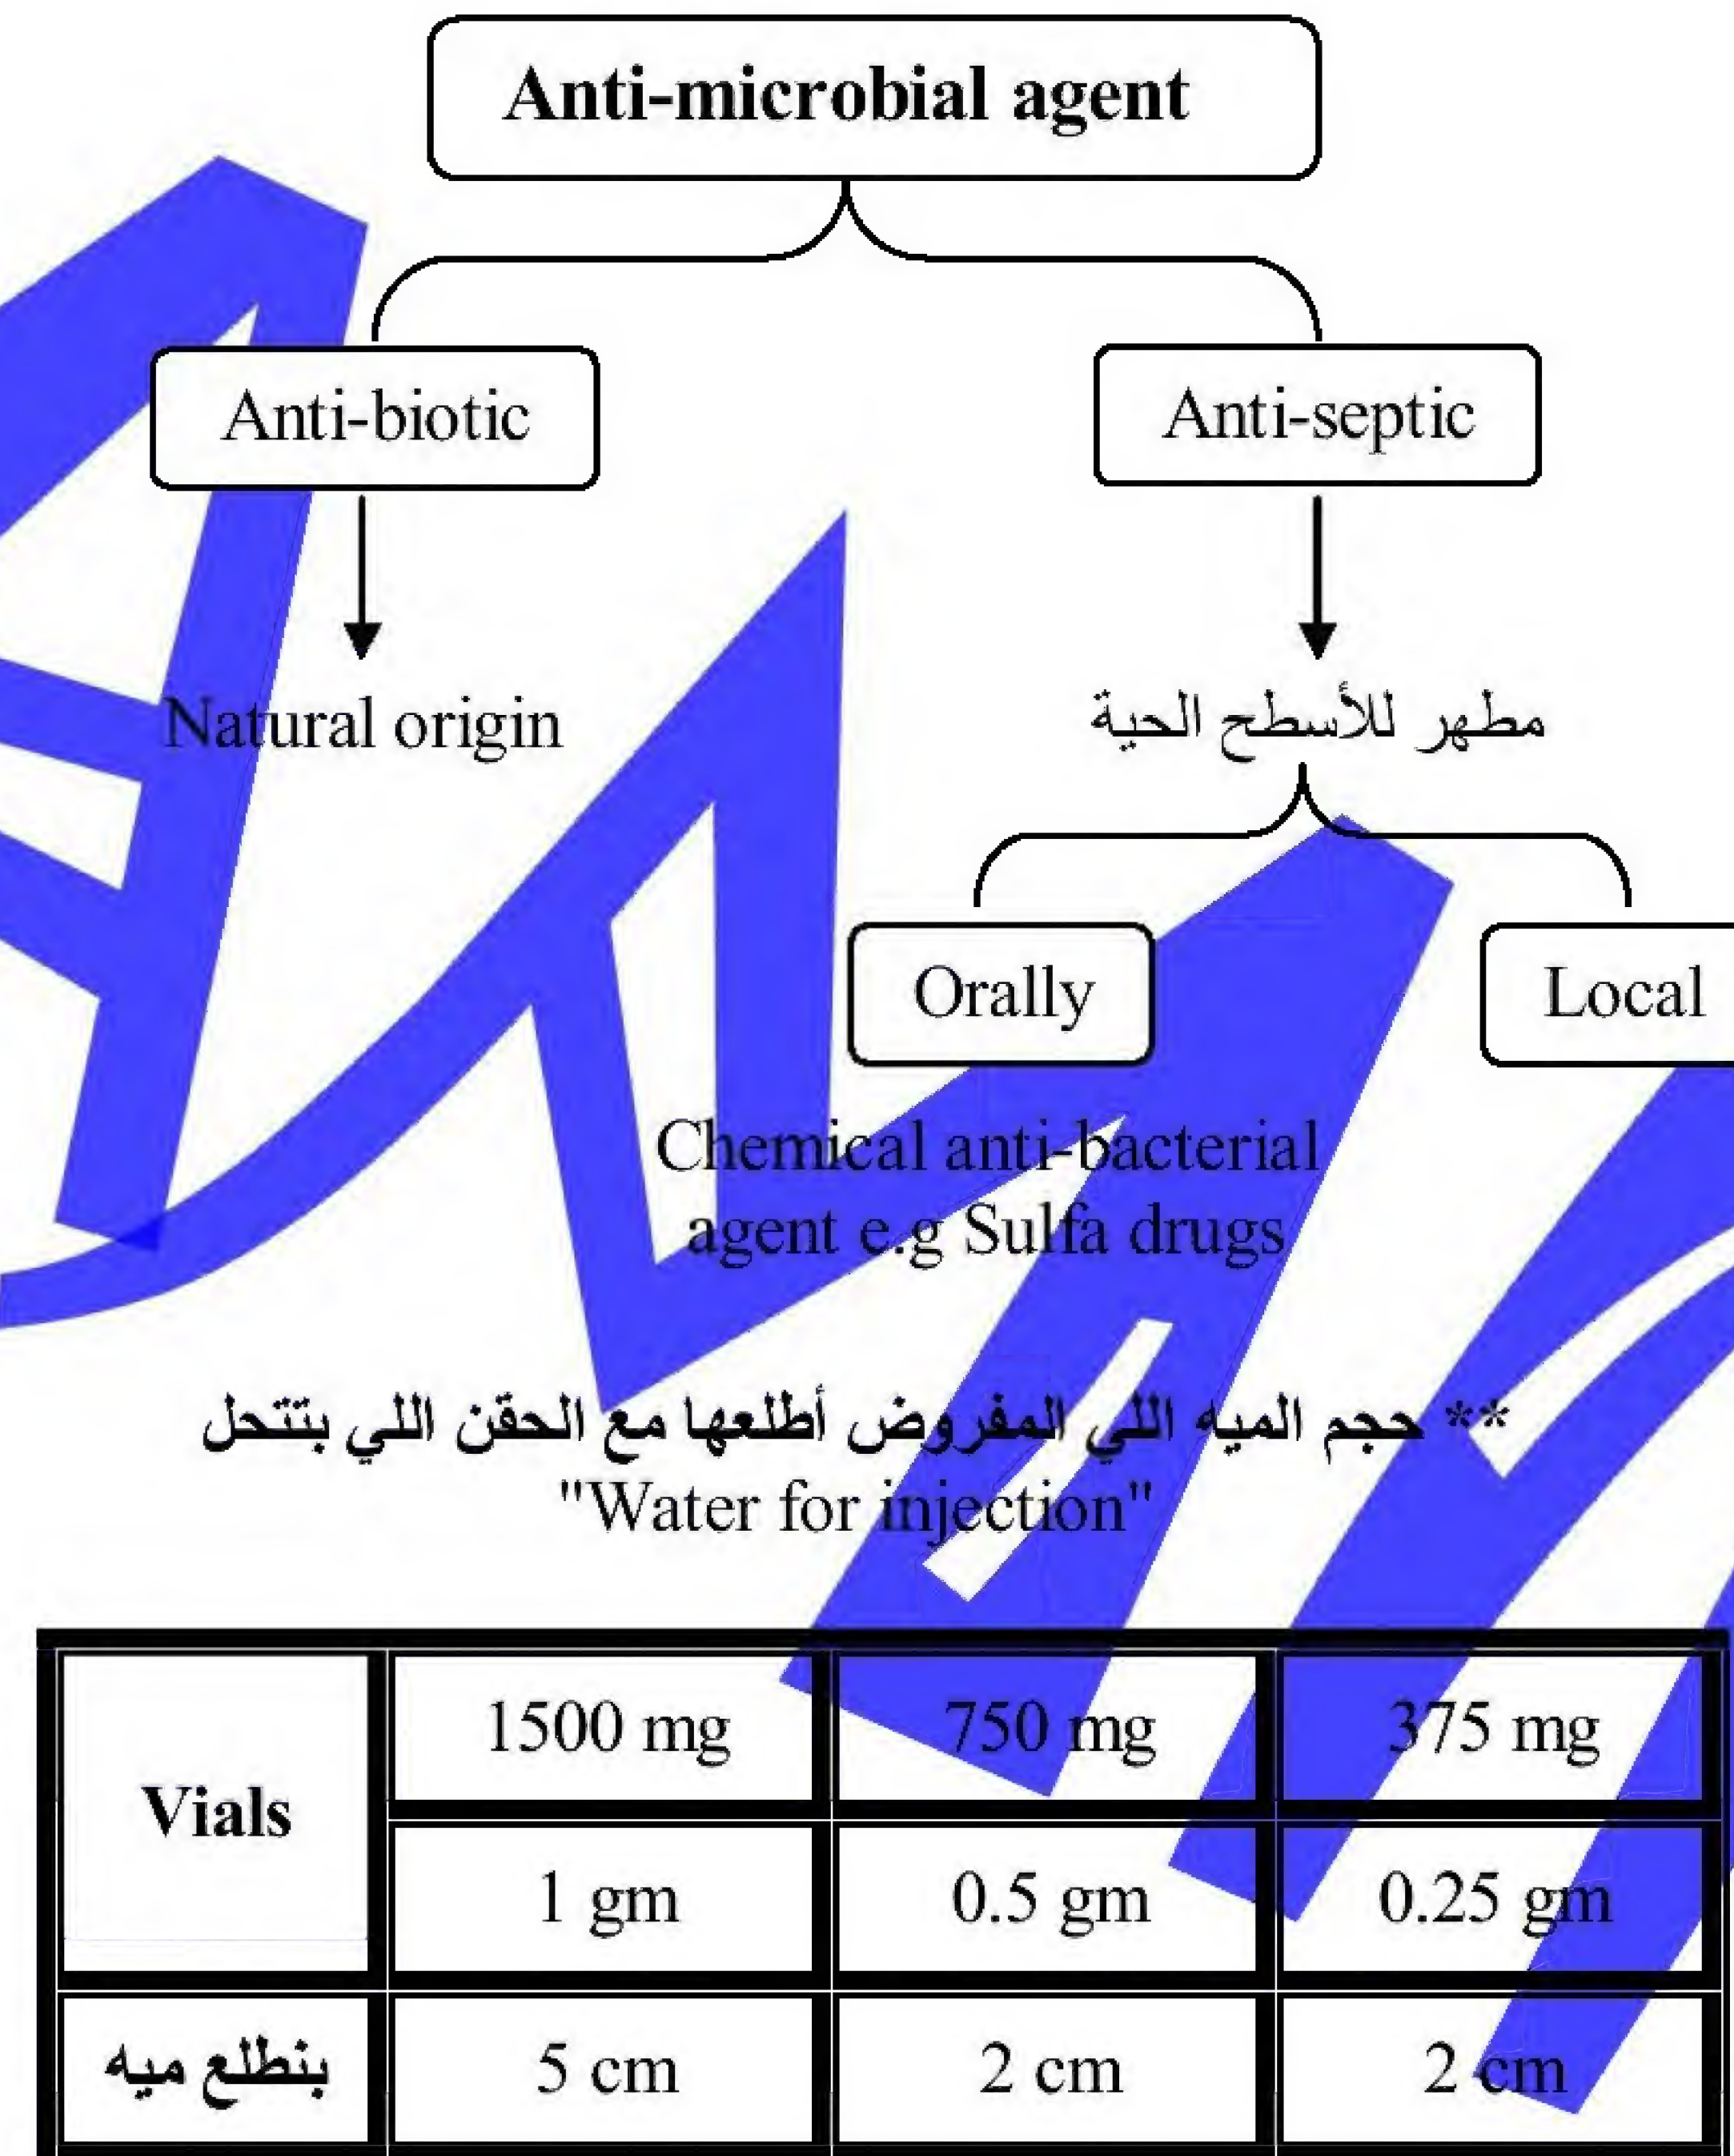 Anti-microbial agent
Anti-biotic
Anti-septic
Natural origin
مطهر للأسطح الحية
Orally
Local
Chemical anti-bacterial
agent e.g Sulfa drugs
** حجم الميه اللي المفروض أطلعها مع الحقن اللي بتتحل
"Water for injection"
Vials
1500 mg
750 mg
375 mg
1 gm
0.5 gm
0.25 gm
بنطلع ميه
5 cm
2 cm
2 cm